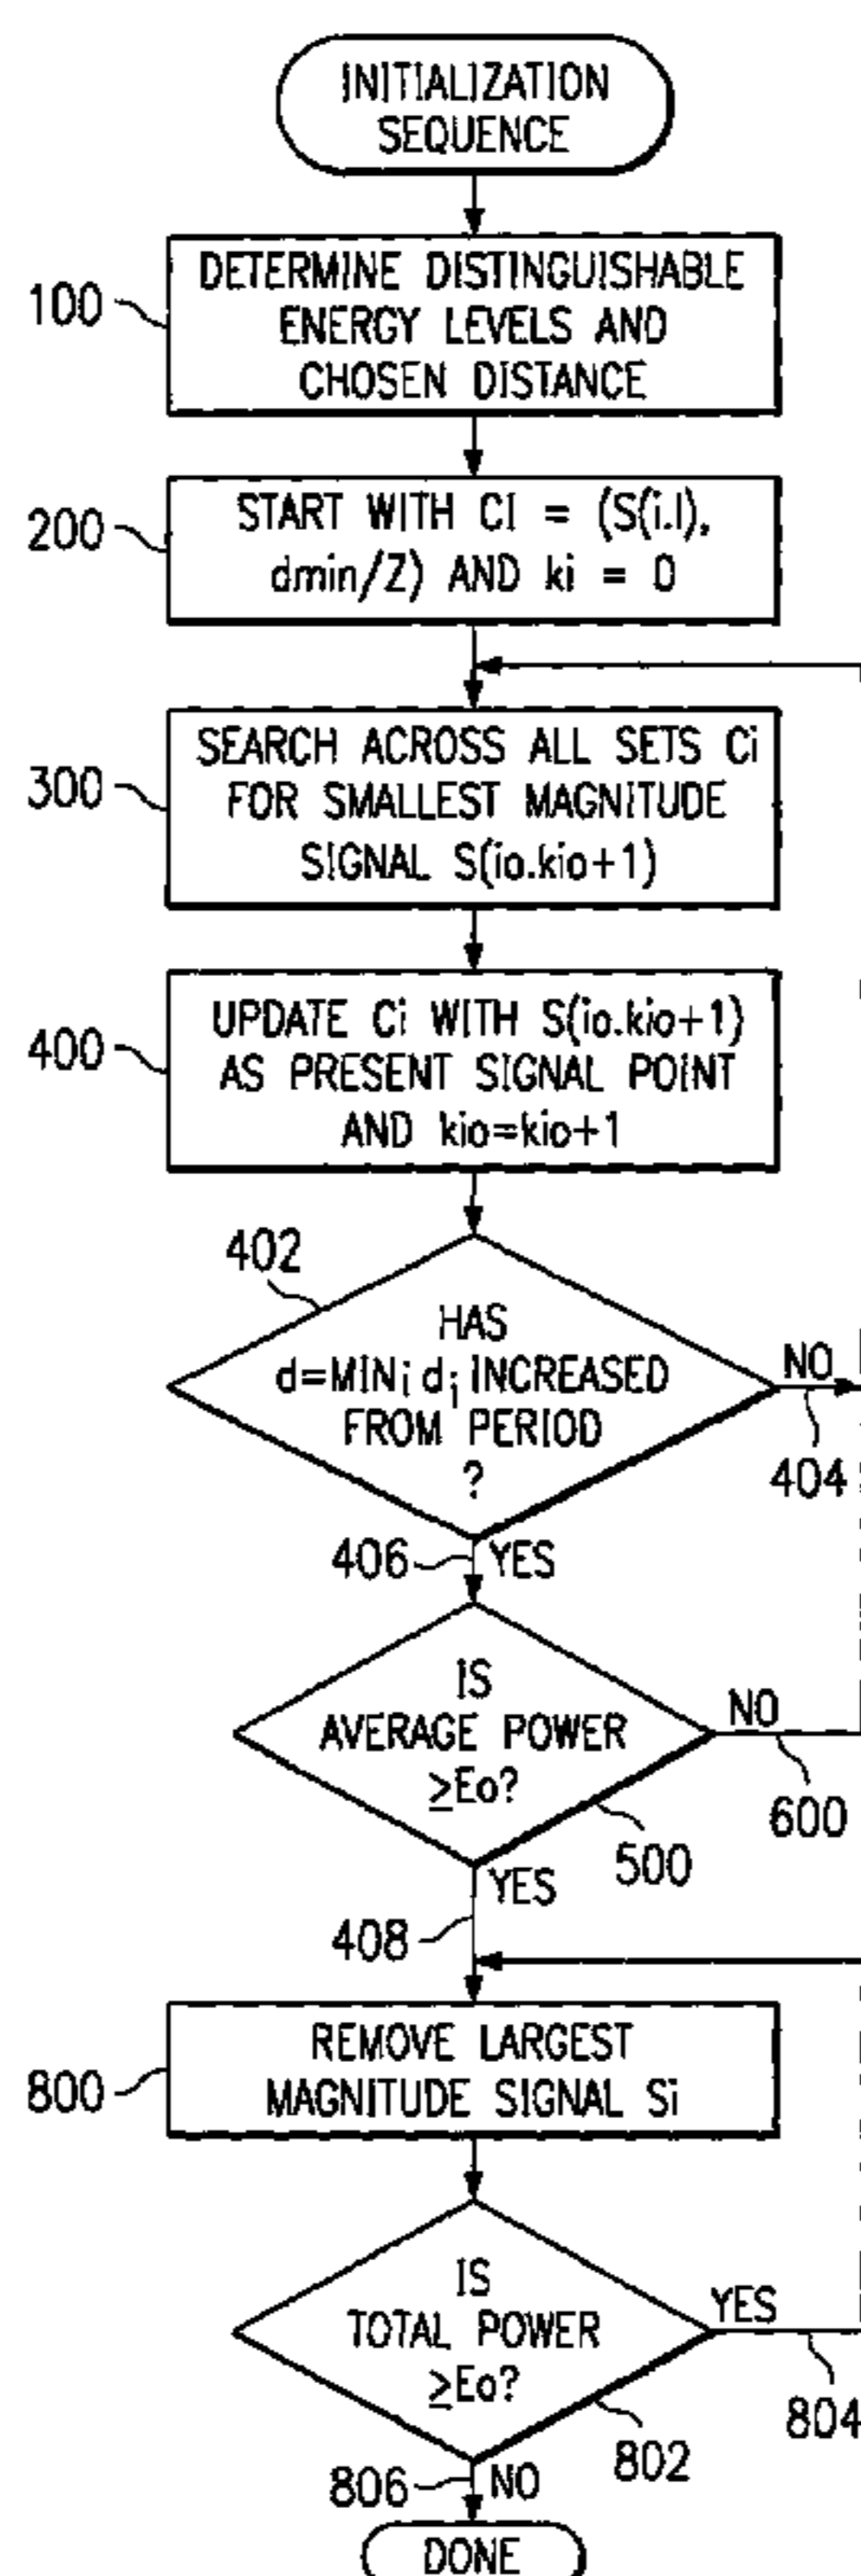 INITIALIZATION
SEQUENCE
100
DETERMINE DISTINGUISHABLE
ENERGY LEVELS AND
CHOSEN DISTANCE
200
START WITH CI = (S(i.I),
dmin/Z) AND ki = 0
300
SEARCH ACROSS ALL SETS Ci
FOR SMALLEST MAGNITUDE
SIGNAL S(io.kio+1)
400
UPDATE Ci WITH S(io.kio+1)
AS PRESENT SIGNAL POINT
AND kio=kio+1
402
HAS
d=MINi di INCREASED
FROM PERIOD
?
NO
404
406
YES
IS
AVERAGE POWER
≥Eo?
NO
600
500
YES
408
800
REMOVE LARGEST
MAGNITUDE SIGNAL Si
IS
TOTAL POWER
≥Eo?
YES
804
802
806
NO
DONE